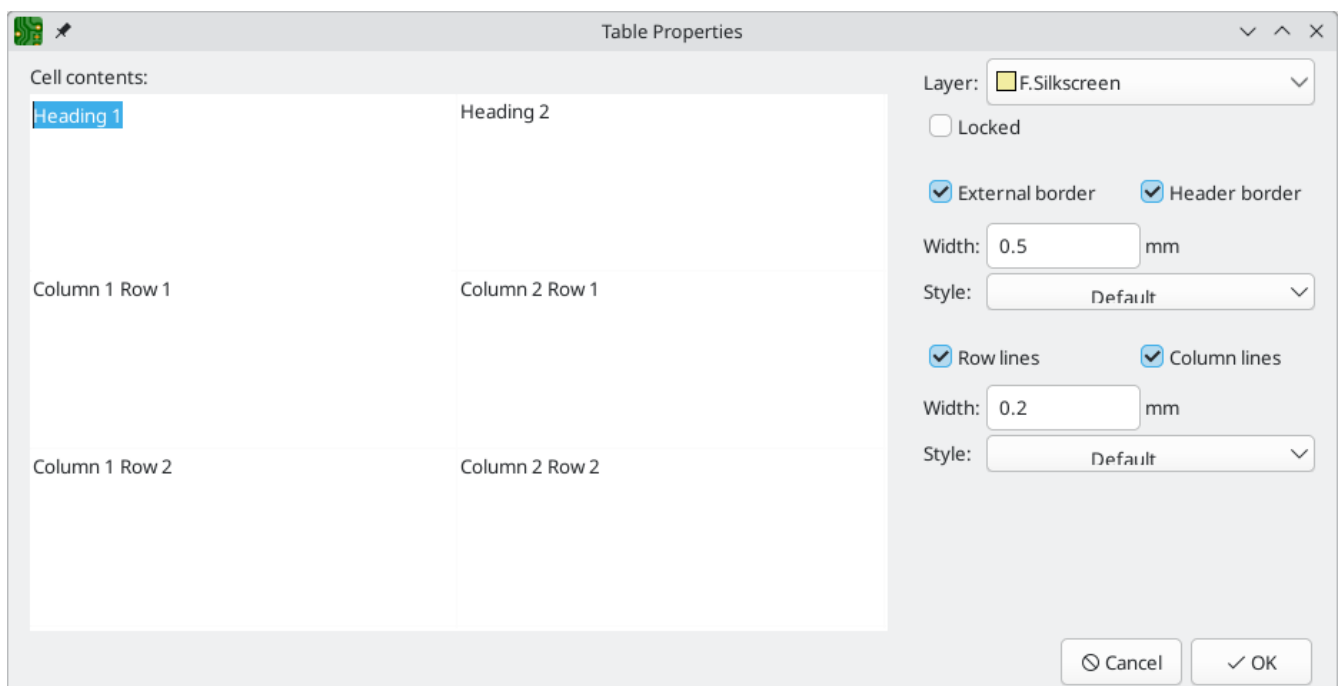 Table Properties
Cell contents:
Heading 1
Heading 2
Column 1 Row 1
Column 2 Row 1
Column 1 Row 2
Column 2 Row 2
Layer:
F.Silkscreen
Locked
External border
Header border
Width:
0.5
mm
Style:
Default
Row lines
Column lines
Width:
0.2
mm
Style:
Default
Cancel
OK